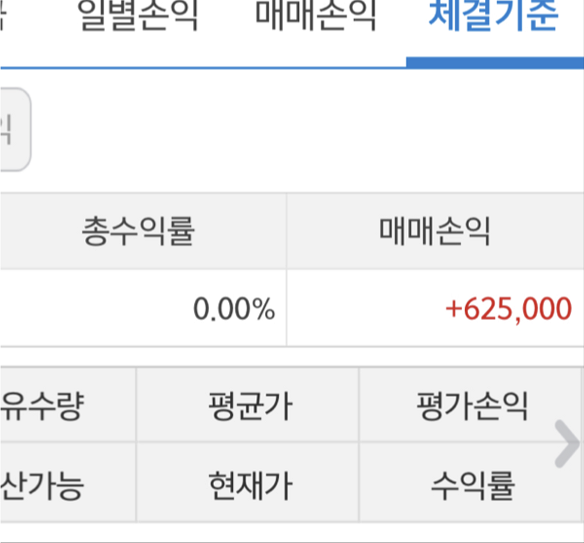 일별손익 매매손익 체결기준
익
총수익률 매매손익
0.00% +625,000
유수량 평균가 평가손익
산가능 현재가 수익률